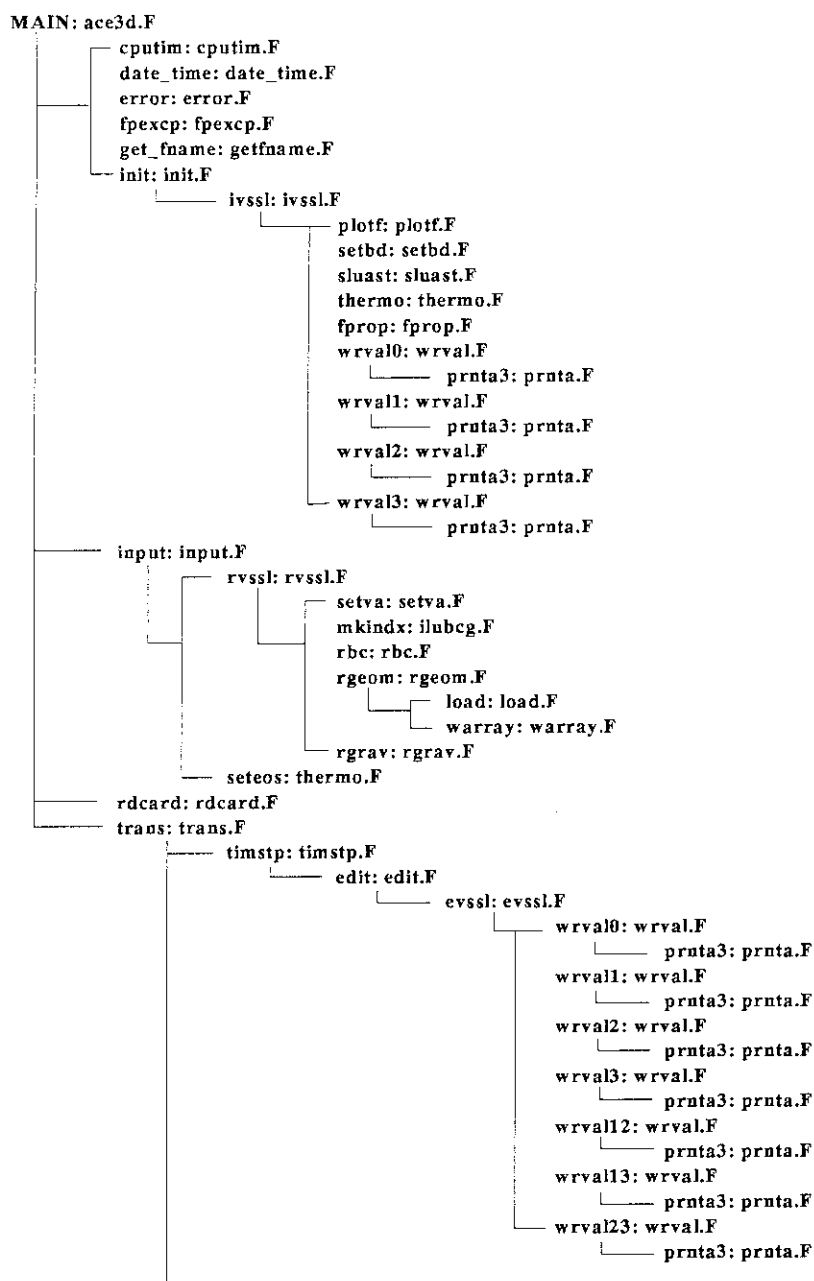 MAIN: ace3d.F
cputim: cputim.F
date_time: date_time.F
error: error.F
fpexcp: fpexcp.F
get_fname: getfname.F
init: init.F
ivssl: ivssl.F
plotf: plotf.F
setbd: setbd.F
sluast: sluast.F
thermo: thermo.F
fprop: fprop.F
wrval0: wrval.F
prnta3: prnta.F
wrval1: wrval.F
prnta3: prnta.F
wrval2: wrval.F
prnta3: prnta.F
wrval3: wrval.F
prnta3: prnta.F
input: input.F
rvssl: rvssl.F
setva: setva.F
mkindx: ilubcg.F
rbc: rbc.F
rgeom: rgeom.F
load: load.F
warray: warray.F
rgrav: rgrav.F
seteos: thermo.F
rdcard: rdcard.F
trans: trans.F
timstp: timstp.F
edit: edit.F
evssl: evssl.F
wrval0: wrval.F
prnta3: prnta.F
wrval1: wrval.F
prnta3: prnta.F
wrval2: wrval.F
prnta3: prnta.F
wrval3: wrval.F
prnta3: prnta.F
wrval12: wrval.F
prnta3: prnta.F
wrval13: wrval.F
prnta3: prnta.F
wrval23: wrval.F
prnta3: prnta.F